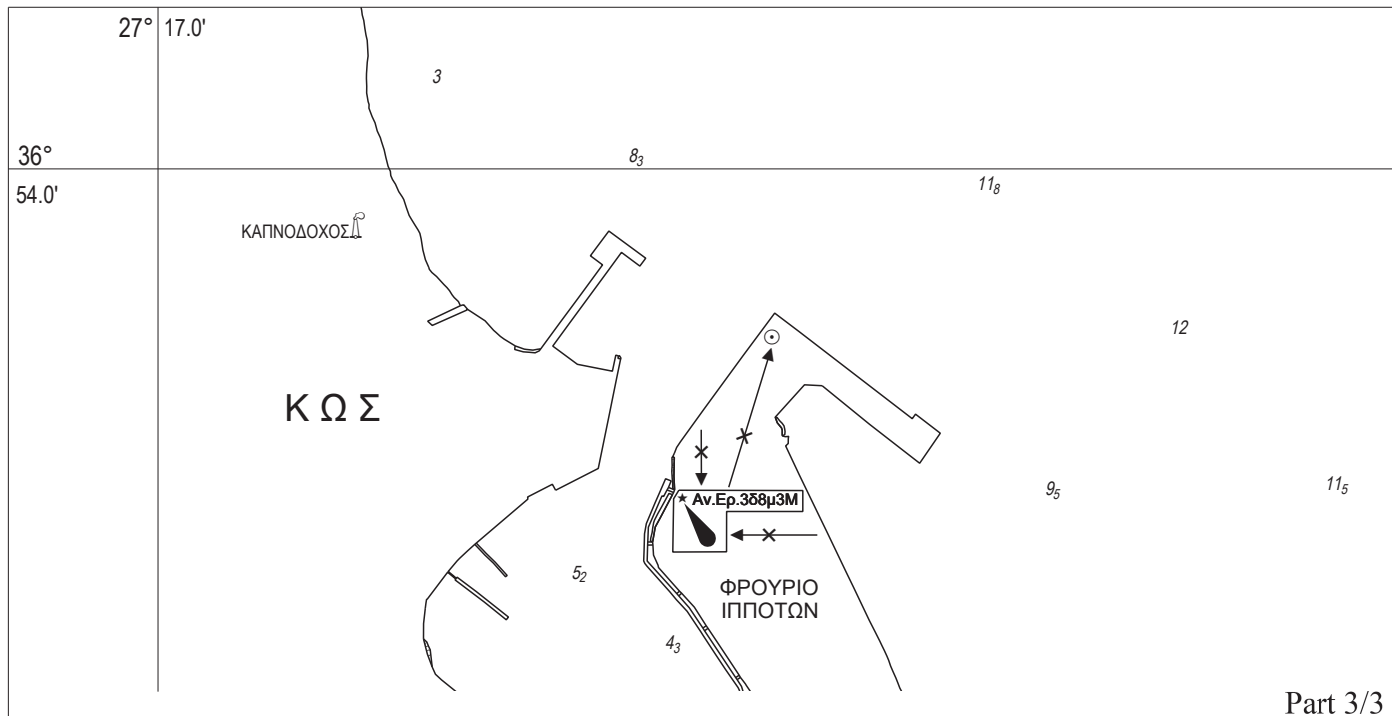 27° 17.0'
3
36°
8₃
54.0'
11₈
ΚΑΠΝΟΔΟΧΟΣ
12
ΚΩΣ
9₅
11₅
Αν.Ερ.3δ8μ3Μ
5₂
ΦΡΟΥΡΙΟ
ΙΠΠΟΤΩΝ
4₃
Part 3/3